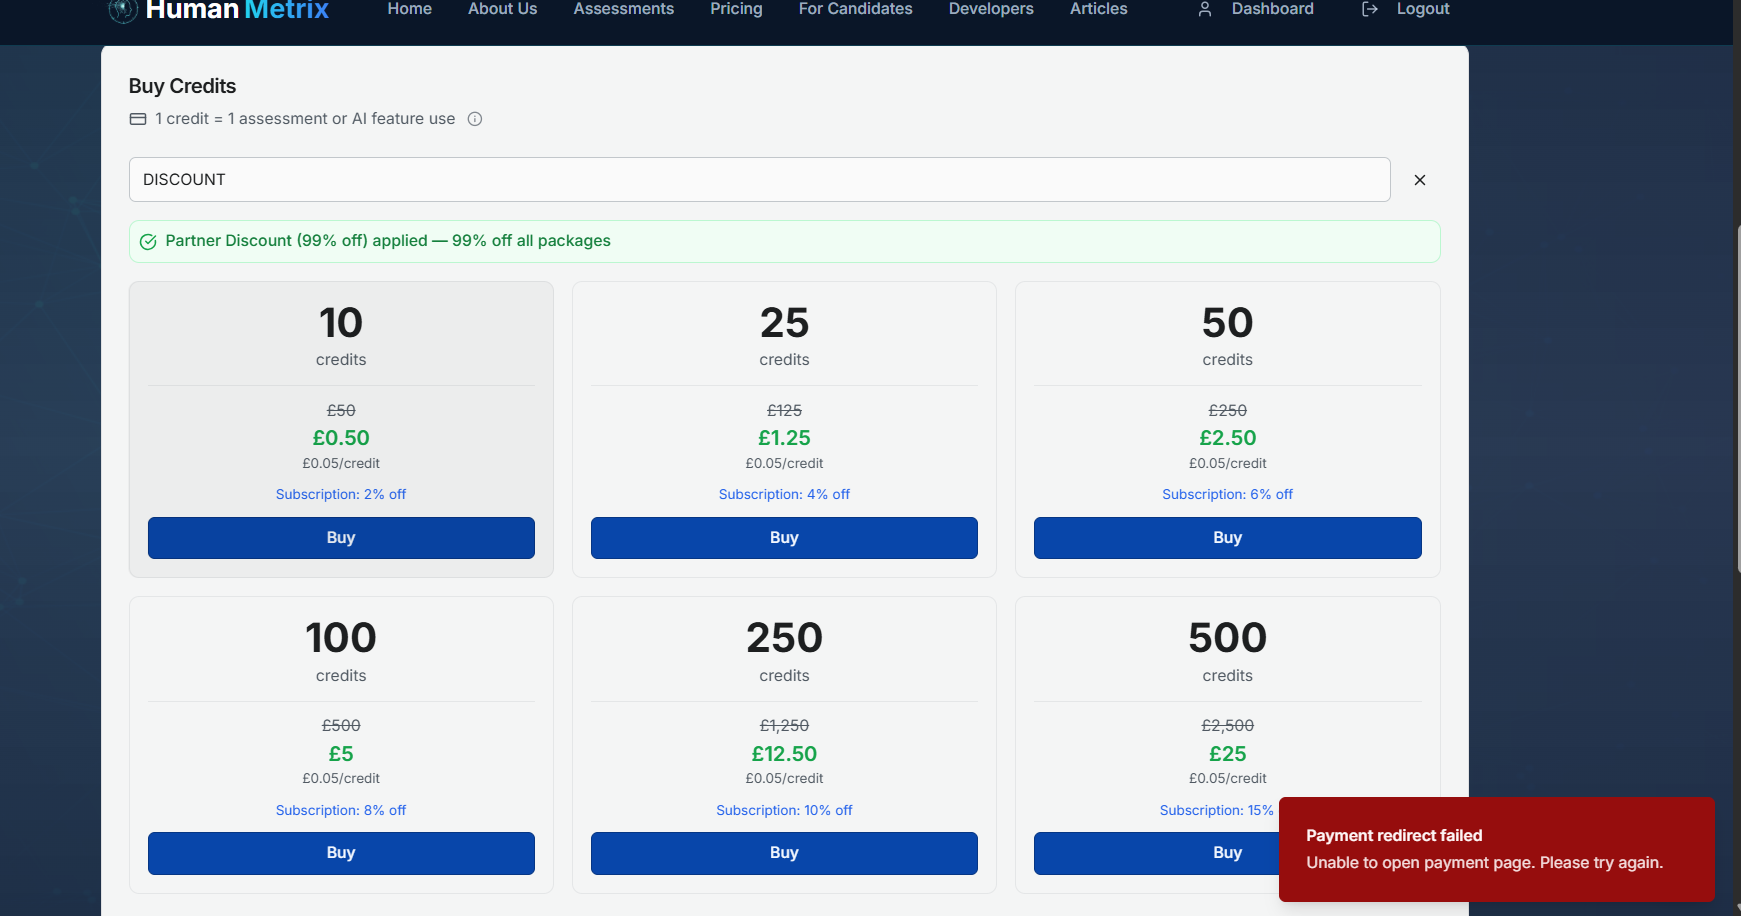 Human Metrix
Home
About Us
Assessments
Pricing
For Candidates
Developers
Articles
Dashboard
Logout
Buy Credits
1 credit = 1 assessment or AI feature use
DISCOUNT
Partner Discount (99% off) applied — 99% off all packages
10
credits
£50
£0.50
£0.05/credit
Subscription: 2% off
Buy
25
credits
£125
£1.25
£0.05/credit
Subscription: 4% off
Buy
50
credits
£250
£2.50
£0.05/credit
Subscription: 6% off
Buy
100
credits
£500
£5
£0.05/credit
Subscription: 8% off
Buy
250
credits
£1,250
£12.50
£0.05/credit
Subscription: 10% off
Buy
500
credits
£2,500
£25
£0.05/credit
Subscription: 15%
Buy
Payment redirect failed
Unable to open payment page. Please try again.